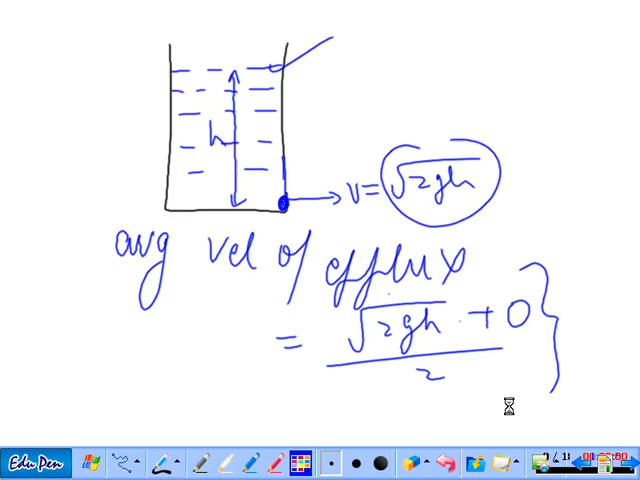 h
v = √2gh
avg vel of efflux
= (√2gh + 0) / 2
Edu Pen